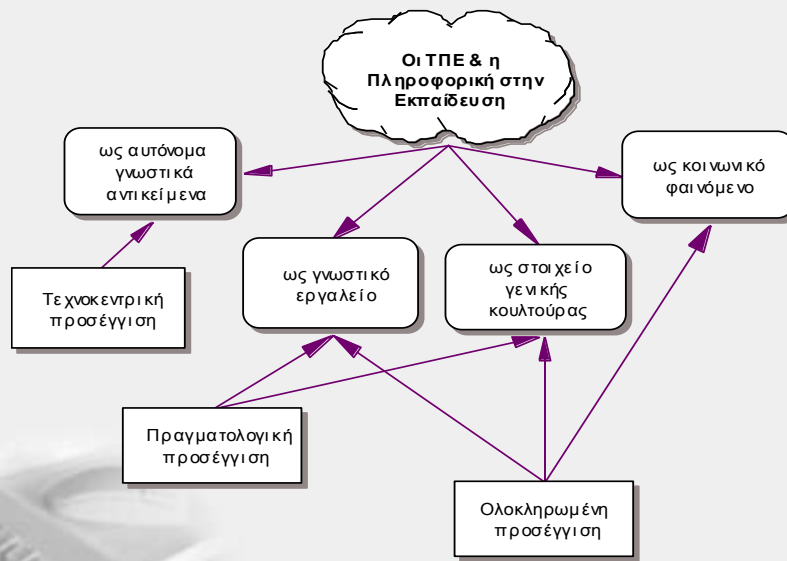 Οι ΤΠΕ & η
Πληροφορική στην
Εκπαίδευση
ως αυτόνομα
γνωστικά
αντικείμενα
ως κοινωνικό
φαινόμενο
ως γνωστικό
εργαλείο
ως στοιχείο
γενικής
κουλτούρας
Τεχνοκεντρική
προσέγγιση
Πραγματολογική
προσέγγιση
Ολοκληρωμένη
προσέγγιση